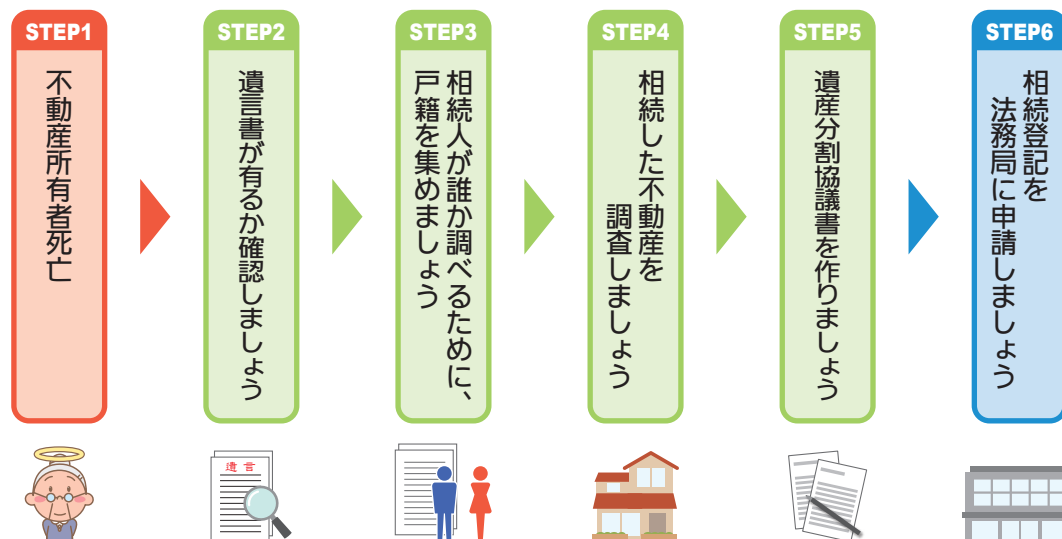 STEP1
不動産所有者死亡
STEP2
遺言書が有るか確認しましょう
遺言
STEP3
相続人が誰か調べるために、
戸籍を集めましょう
STEP4
相続した不動産を
調査しましょう
STEP5
遺産分割協議書を作りましょう
STEP6
相続登記を
法務局に申請しましょう